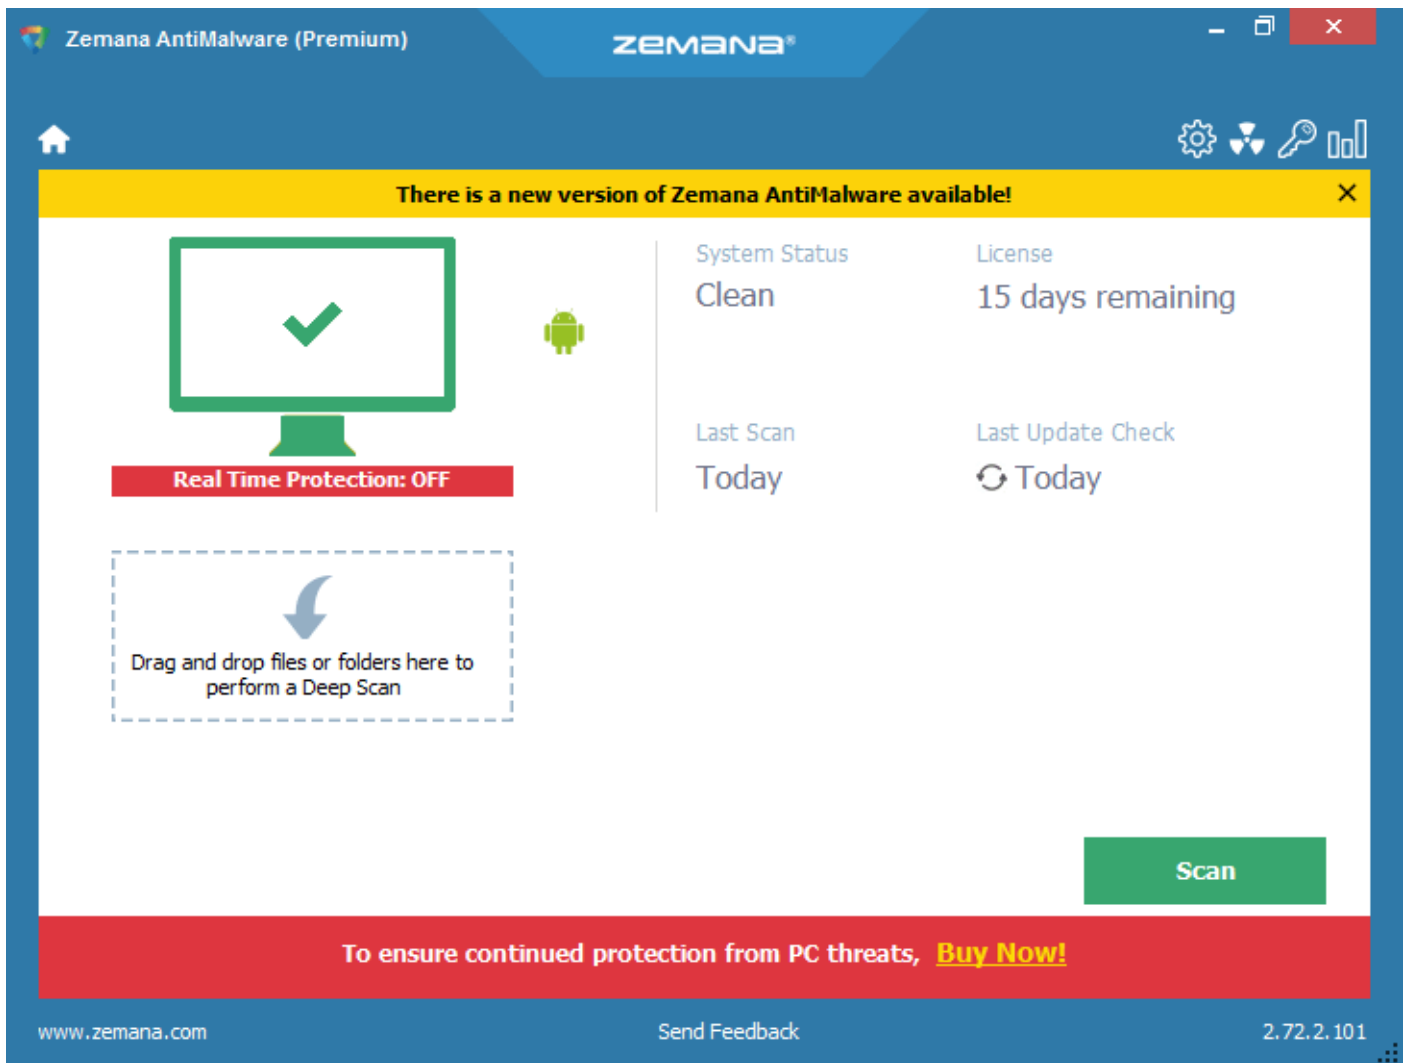 Zemana AntiMalware (Premium)
zemana®
There is a new version of Zemana AntiMalware available!
System Status
License
Clean
15 days remaining
Real Time Protection: OFF
Last Scan
Last Update Check
Today
Today
Drag and drop files or folders here to
perform a Deep Scan
Scan
To ensure continued protection from PC threats, Buy Now!
www.zemana.com
Send Feedback
2.72.2.101